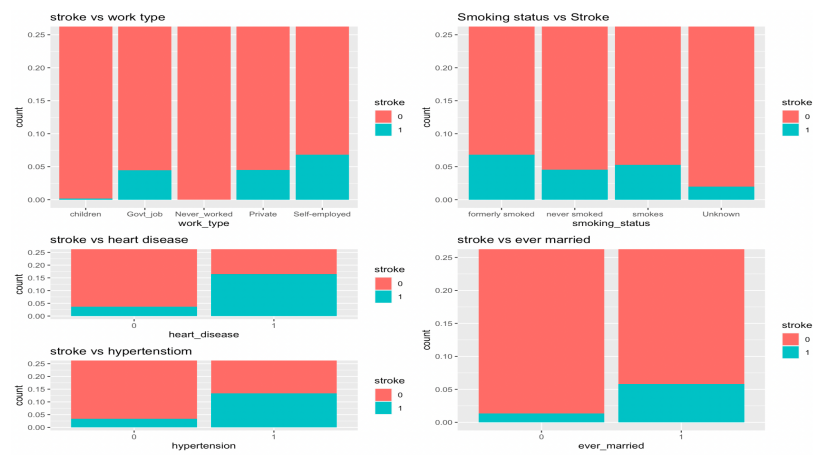 stroke vs work type
0.25
0.20
0.15
0.10
0.05
0.00
count
children Govt_job Never_worked Private Self-employed
work_type
stroke
0
1
Smoking status vs Stroke
0.25
0.20
0.15
0.10
0.05
0.00
count
formerly smoked never smoked smokes Unknown
smoking_status
stroke
0
1
stroke vs heart disease
0.25
0.20
0.15
0.10
0.05
0.00
count
0 1
heart_disease
stroke
0
1
stroke vs hypertenstiom
0.25
0.20
0.15
0.10
0.05
0.00
count
0 1
hypertension
stroke
0
1
stroke vs ever married
0.25
0.20
0.15
0.10
0.05
0.00
count
0 1
ever_married
stroke
0
1